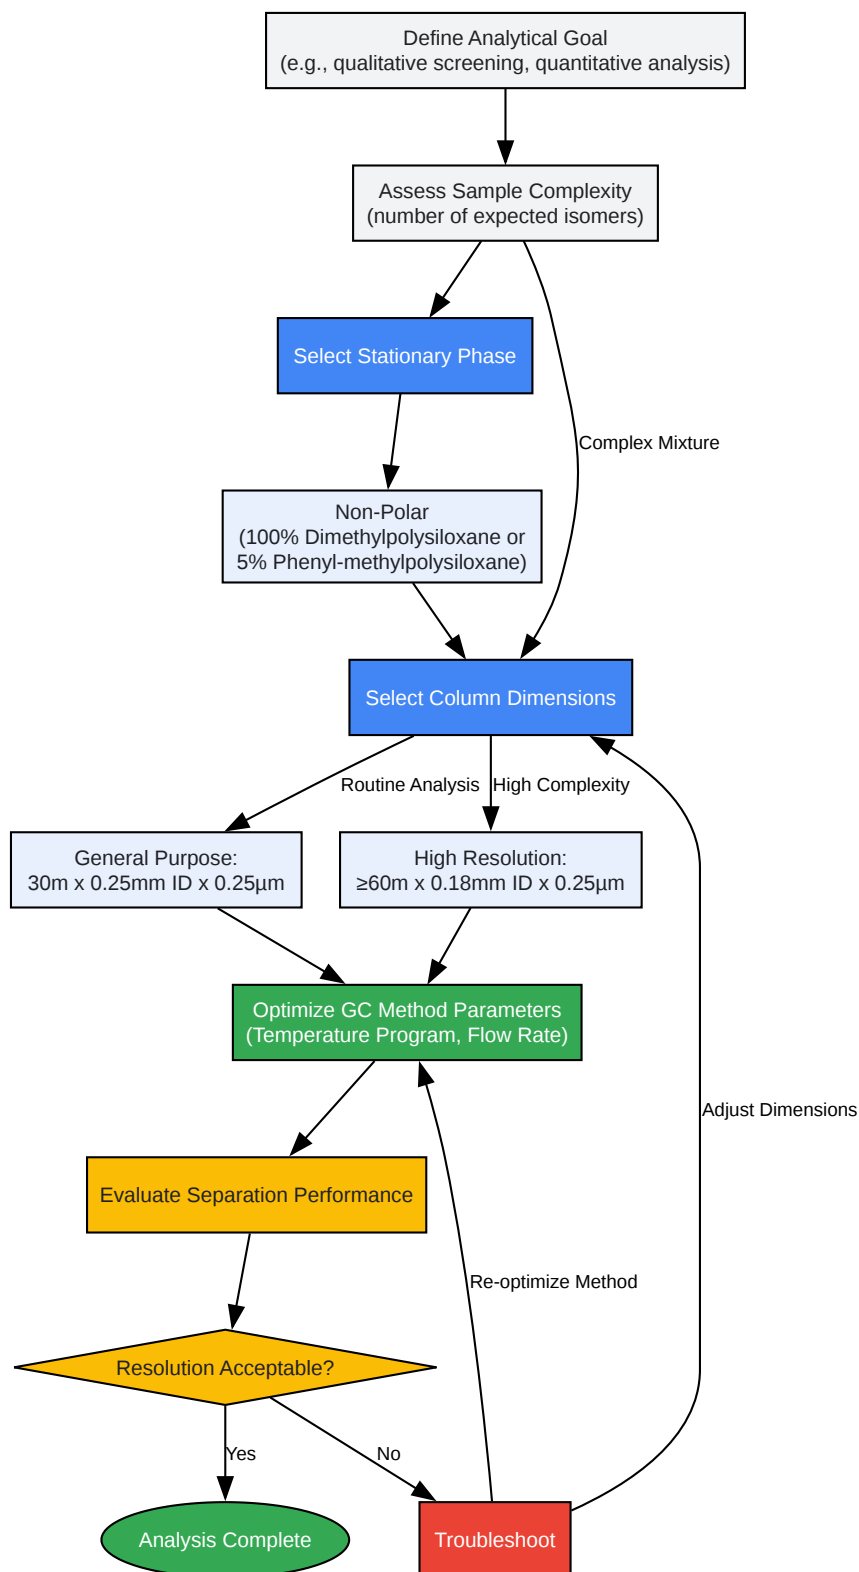 Define Analytical Goal
(e.g., qualitative screening, quantitative analysis)
Assess Sample Complexity
(number of expected isomers)
Select Stationary Phase
Complex Mixture
Non-Polar
(100% Dimethylpolysiloxane or
5% Phenyl-methylpolysiloxane)
Select Column Dimensions
Routine Analysis
High Complexity
General Purpose:
30m x 0.25mm ID x 0.25µm
High Resolution:
≥60m x 0.18mm ID x 0.25µm
Optimize GC Method Parameters
(Temperature Program, Flow Rate)
Adjust Dimensions
Evaluate Separation Performance
Re-optimize Method
Resolution Acceptable?
Yes
No
Analysis Complete
Troubleshoot